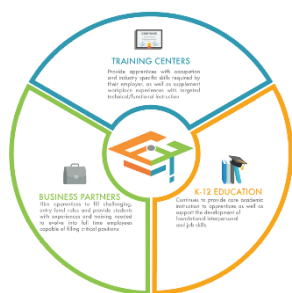 TRAINING CENTERS
Provide apprentices with occupation
and industry specific skills required by
their employer, as well as supplement
workplace experiences with targeted
technical/functional instruction
BUSINESS PARTNERS
Hire apprentices to fill challenging,
entry level roles and provide students
with experiences and training needed
to evolve into full time employees
capable of filling critical positions
K-12 EDUCATION
Continues to provide core academic
instruction to apprentices as well as
support the development of
foundational interpersonal
and job skills